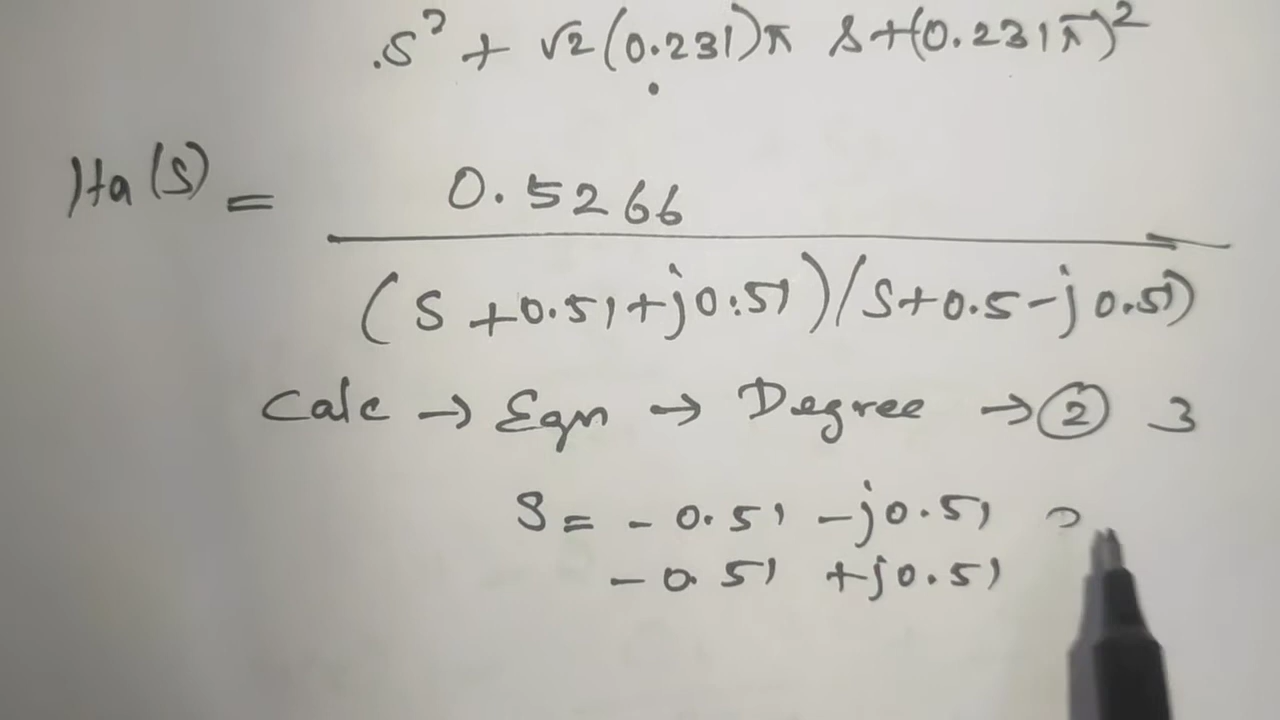 .S² + √2(0.231)π s+(0.231π)²
Ha(S) = 0.5266
(S+0.51+j0.51)(S+0.5-j0.51)
Calc → Eqn → Degree → ② 3
S = -0.51 -j0.51
-0.51 +j0.51